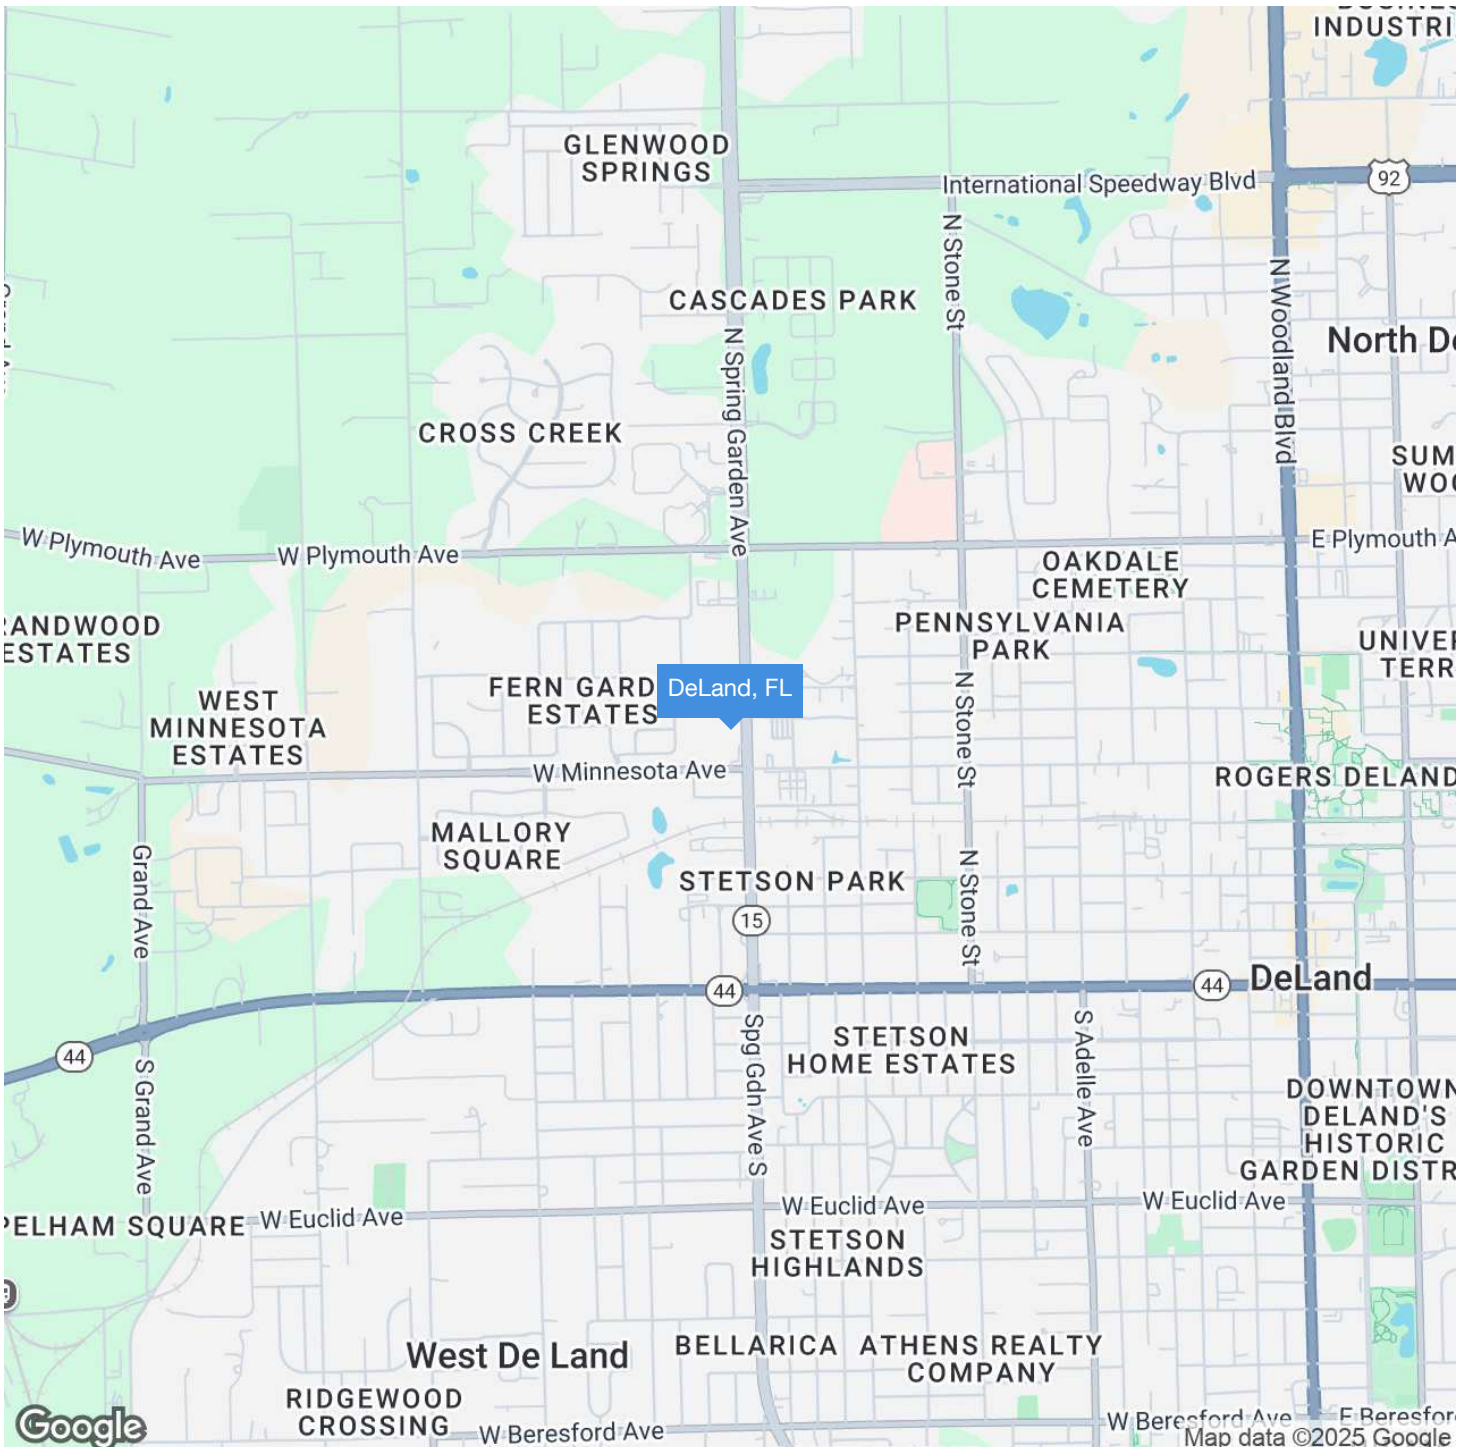 INDUSTRI
GLENWOOD
SPRINGS
International Speedway Blvd
92
N Stone St
N Woodland Blvd
CASCADES PARK
N Spring Garden Ave
North De
CROSS CREEK
SUM
WOO
W Plymouth Ave
W Plymouth Ave
E Plymouth A
OAKDALE
CEMETERY
RANDWOOD
ESTATES
PENNSYLVANIA
PARK
UNIVER
TERR
WEST
MINNESOTA
ESTATES
FERN GARD
ESTATES
DeLand, FL
N Stone St
W Minnesota Ave
ROGERS DELAND
MALLORY
SQUARE
Grand Ave
STETSON PARK
N Stone St
15
44
44
DeLand
44
S Grand Ave
Spg Gdn Ave S
STETSON
HOME ESTATES
S Adelle Ave
DOWNTOWN
DELAND'S
HISTORIC
GARDEN DISTR
PELHAM SQUARE
W Euclid Ave
W Euclid Ave
W Euclid Ave
STETSON
HIGHLANDS
West De Land
BELLARICA
ATHENS REALTY
COMPANY
RIDGEWOOD
CROSSING
Google
W Beresford Ave
W Beresford Ave
E Beresfor
Map data ©2025 Google